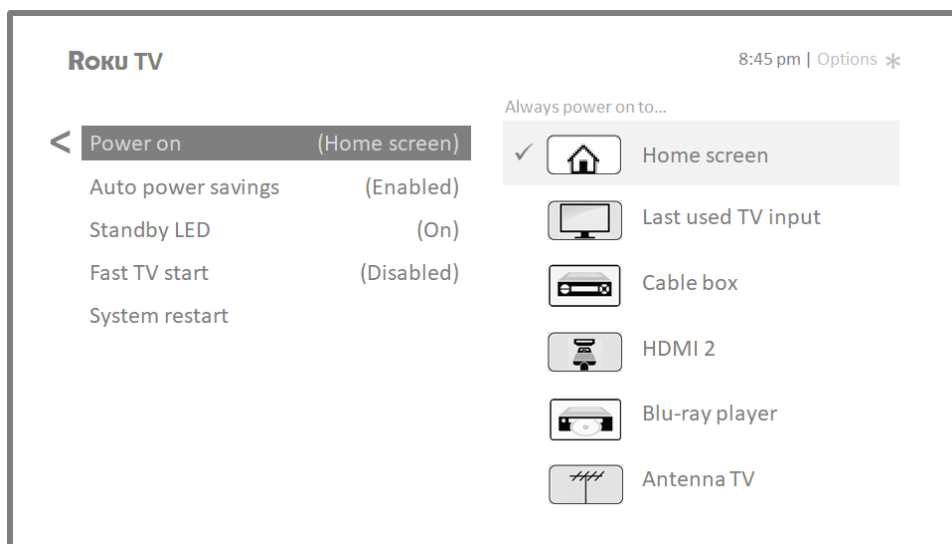 Roku TV
8:45 pm | Options *
Always power on to...
< Power on (Home screen)
Auto power savings (Enabled)
Standby LED (On)
Fast TV start (Disabled)
System restart
✓ Home screen
Last used TV input
Cable box
HDMI 2
Blu-ray player
Antenna TV